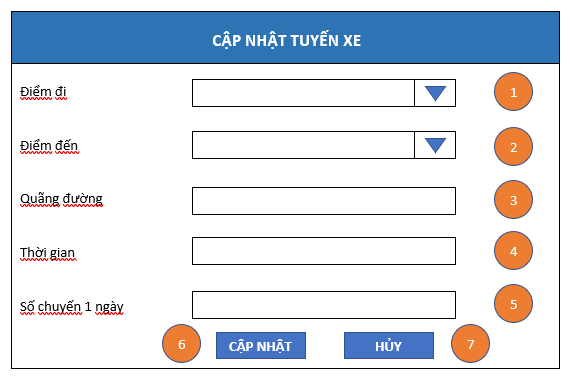 CẬP NHẬT TUYẾN XE
Điểm đi
1
Điểm đến
2
Quãng đường
3
Thời gian
4
Số chuyến 1 ngày
5
6
CẬP NHẬT
HỦY
7